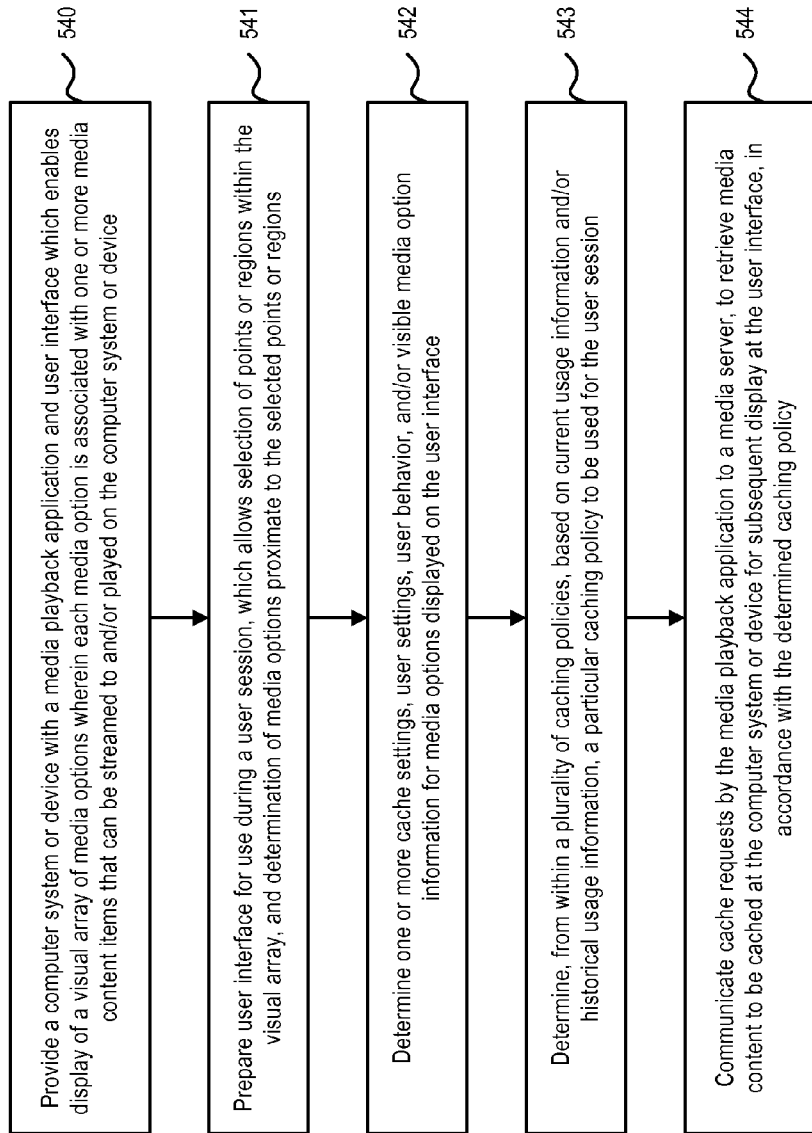 Provide a computer system or device with a media playback application and user interface which enables
display of a visual array of media options wherein each media option is associated with one or more media
content items that can be streamed to and/or played on the computer system or device
540
Prepare user interface for use during a user session, which allows selection of points or regions within the
visual array, and determination of media options proximate to the selected points or regions
541
Determine one or more cache settings, user settings, user behavior, and/or visible media option
information for media options displayed on the user interface
542
Determine, from within a plurality of caching policies, based on current usage information and/or
historical usage information, a particular caching policy to be used for the user session
543
Communicate cache requests by the media playback application to a media server, to retrieve media
content to be cached at the computer system or device for subsequent display at the user interface, in
accordance with the determined caching policy
544